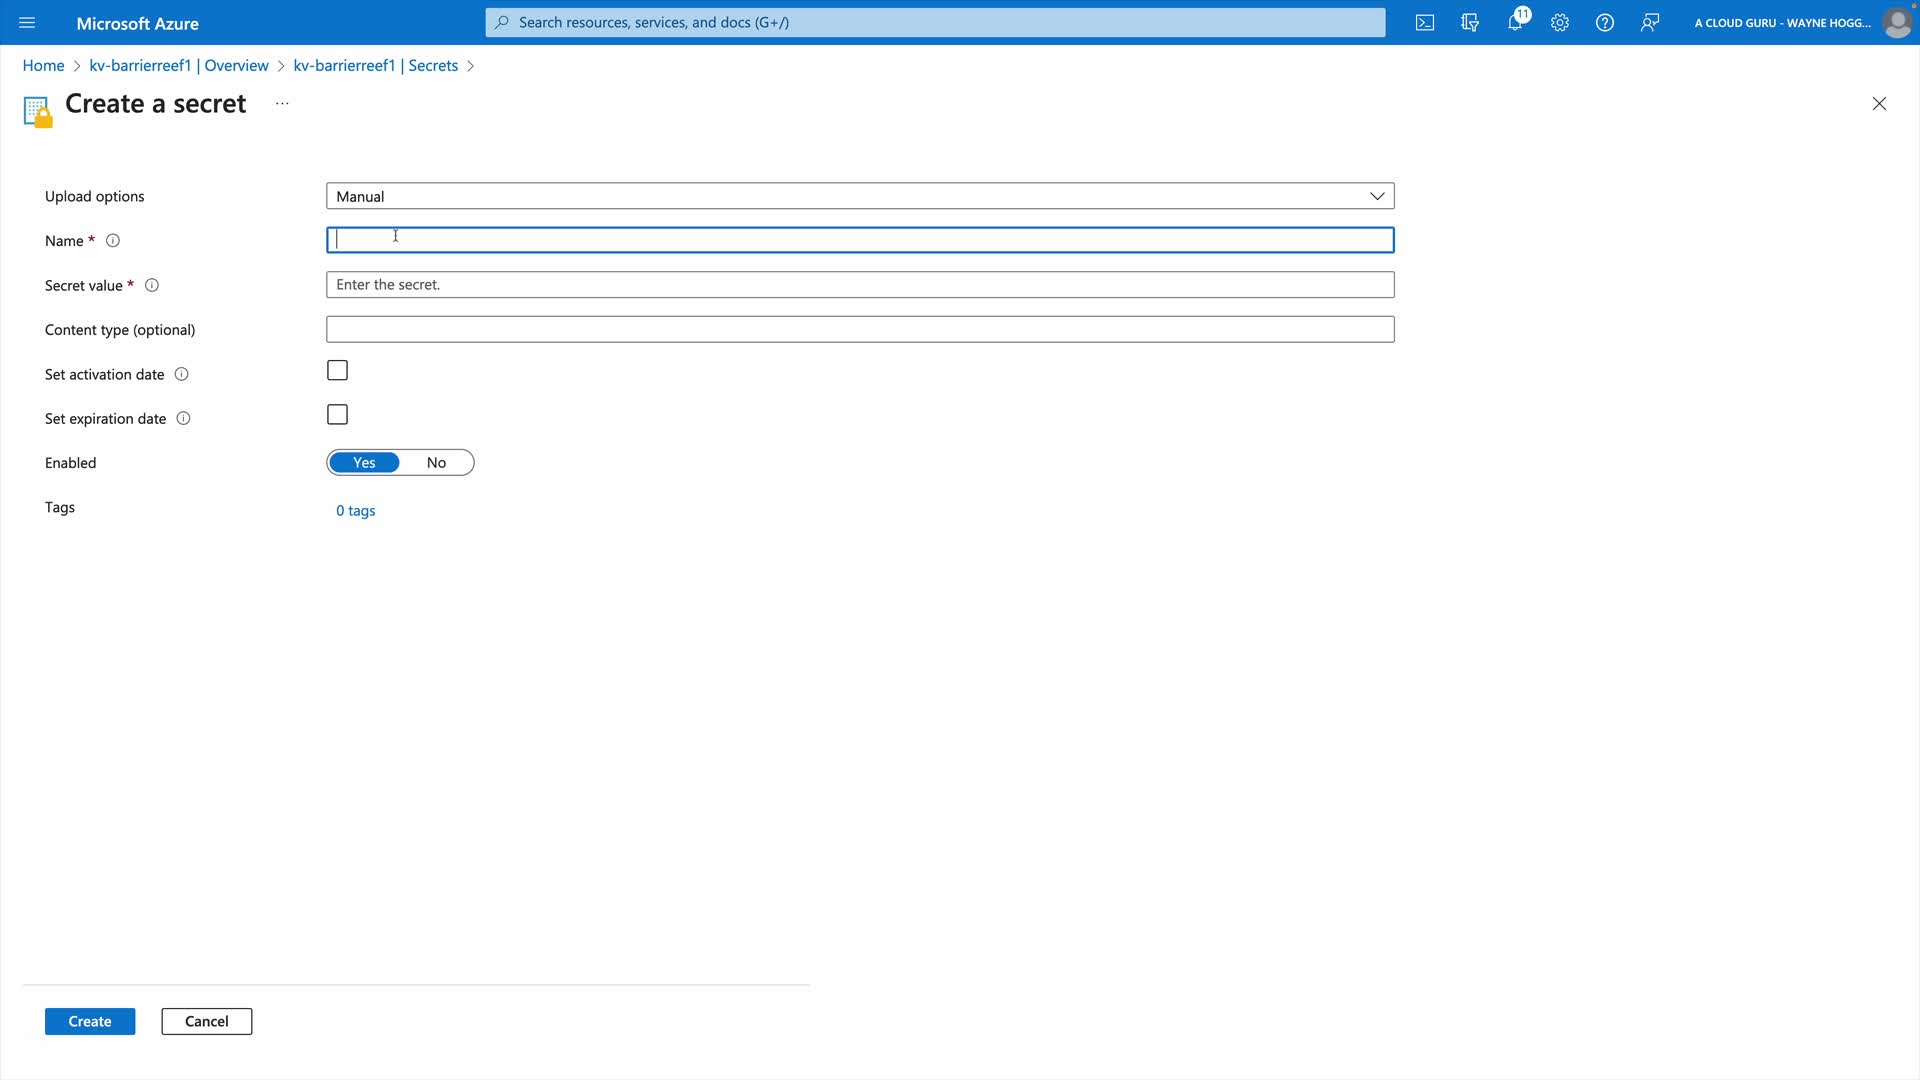 Microsoft Azure
Search resources, services, and docs (G+/)
11
A CLOUD GURU - WAYNE HOGG...
Home > kv-barrierreef1 | Overview > kv-barrierreef1 | Secrets >
Create a secret ...
Upload options
Manual
Name *
Secret value *
Enter the secret.
Content type (optional)
Set activation date
Set expiration date
Enabled
Yes No
Tags
0 tags
Create Cancel